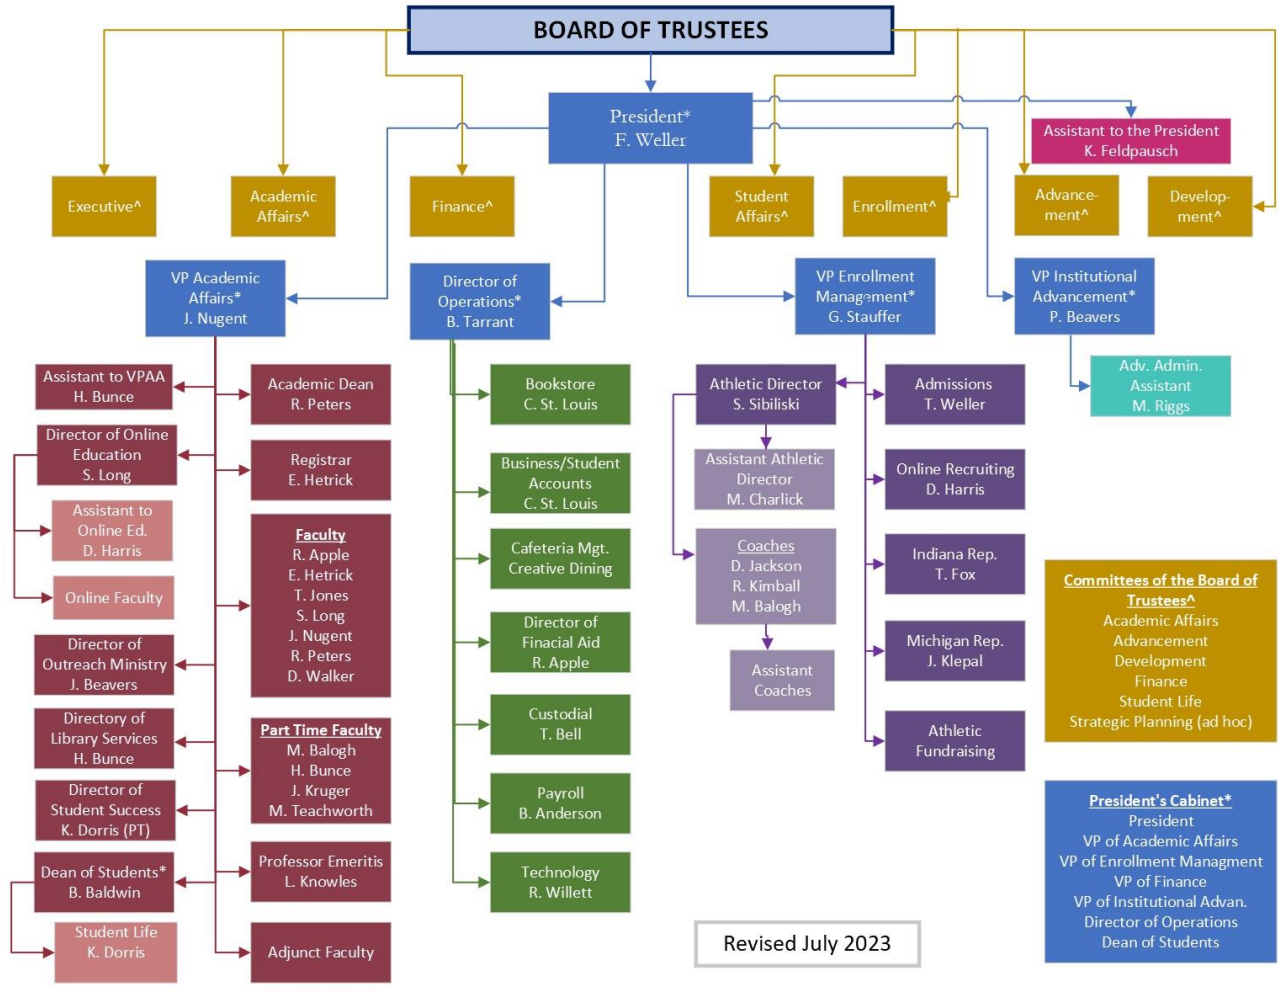 BOARD OF TRUSTEES
President*
F. Weller
Assistant to the President
K. Feldpausch
Executive^
Academic
Affairs^
Finance^
Student
Affairs^
Enrollment^
Advance-
ment^
Develop-
ment^
VP Academic
Affairs*
J. Nugent
Director of
Operations*
B. Tarrant
VP Enrollment
Management*
G. Stauffer
VP Institutional
Advancement*
P. Beavers
Assistant to VPAA
H. Bunce
Director of Online
Education
S. Long
Assistant to
Online Ed.
D. Harris
Online Faculty
Director of
Outreach Ministry
J. Beavers
Directory of
Library Services
H. Bunce
Director of
Student Success
K. Dorris (PT)
Dean of Students*
B. Baldwin
Student Life
K. Dorris
Academic Dean
R. Peters
Registrar
E. Hetrick
Faculty
R. Apple
E. Hetrick
T. Jones
S. Long
J. Nugent
R. Peters
D. Walker
Part Time Faculty
M. Balogh
H. Bunce
J. Kruger
M. Teachworth
Professor Emeritis
L. Knowles
Adjunct Faculty
Bookstore
C. St. Louis
Business/Student
Accounts
C. St. Louis
Cafeteria Mgt.
Creative Dining
Director of
Finacial Aid
R. Apple
Custodial
T. Bell
Payroll
B. Anderson
Technology
R. Willett
Athletic Director
S. Sibiliski
Assistant Athletic
Director
M. Charlick
Coaches
D. Jackson
R. Kimball
M. Balogh
Assistant
Coaches
Admissions
T. Weller
Online Recruiting
D. Harris
Indiana Rep.
T. Fox
Michigan Rep.
J. Klepal
Athletic
Fundraising
Adv. Admin.
Assistant
M. Riggs
Committees of the Board of
Trustees^
Academic Affairs
Advancement
Development
Finance
Student Life
Strategic Planning (ad hoc)
President's Cabinet*
President
VP of Academic Affairs
VP of Enrollment Managment
VP of Finance
VP of Institutional Advan.
Director of Operations
Dean of Students
Revised July 2023